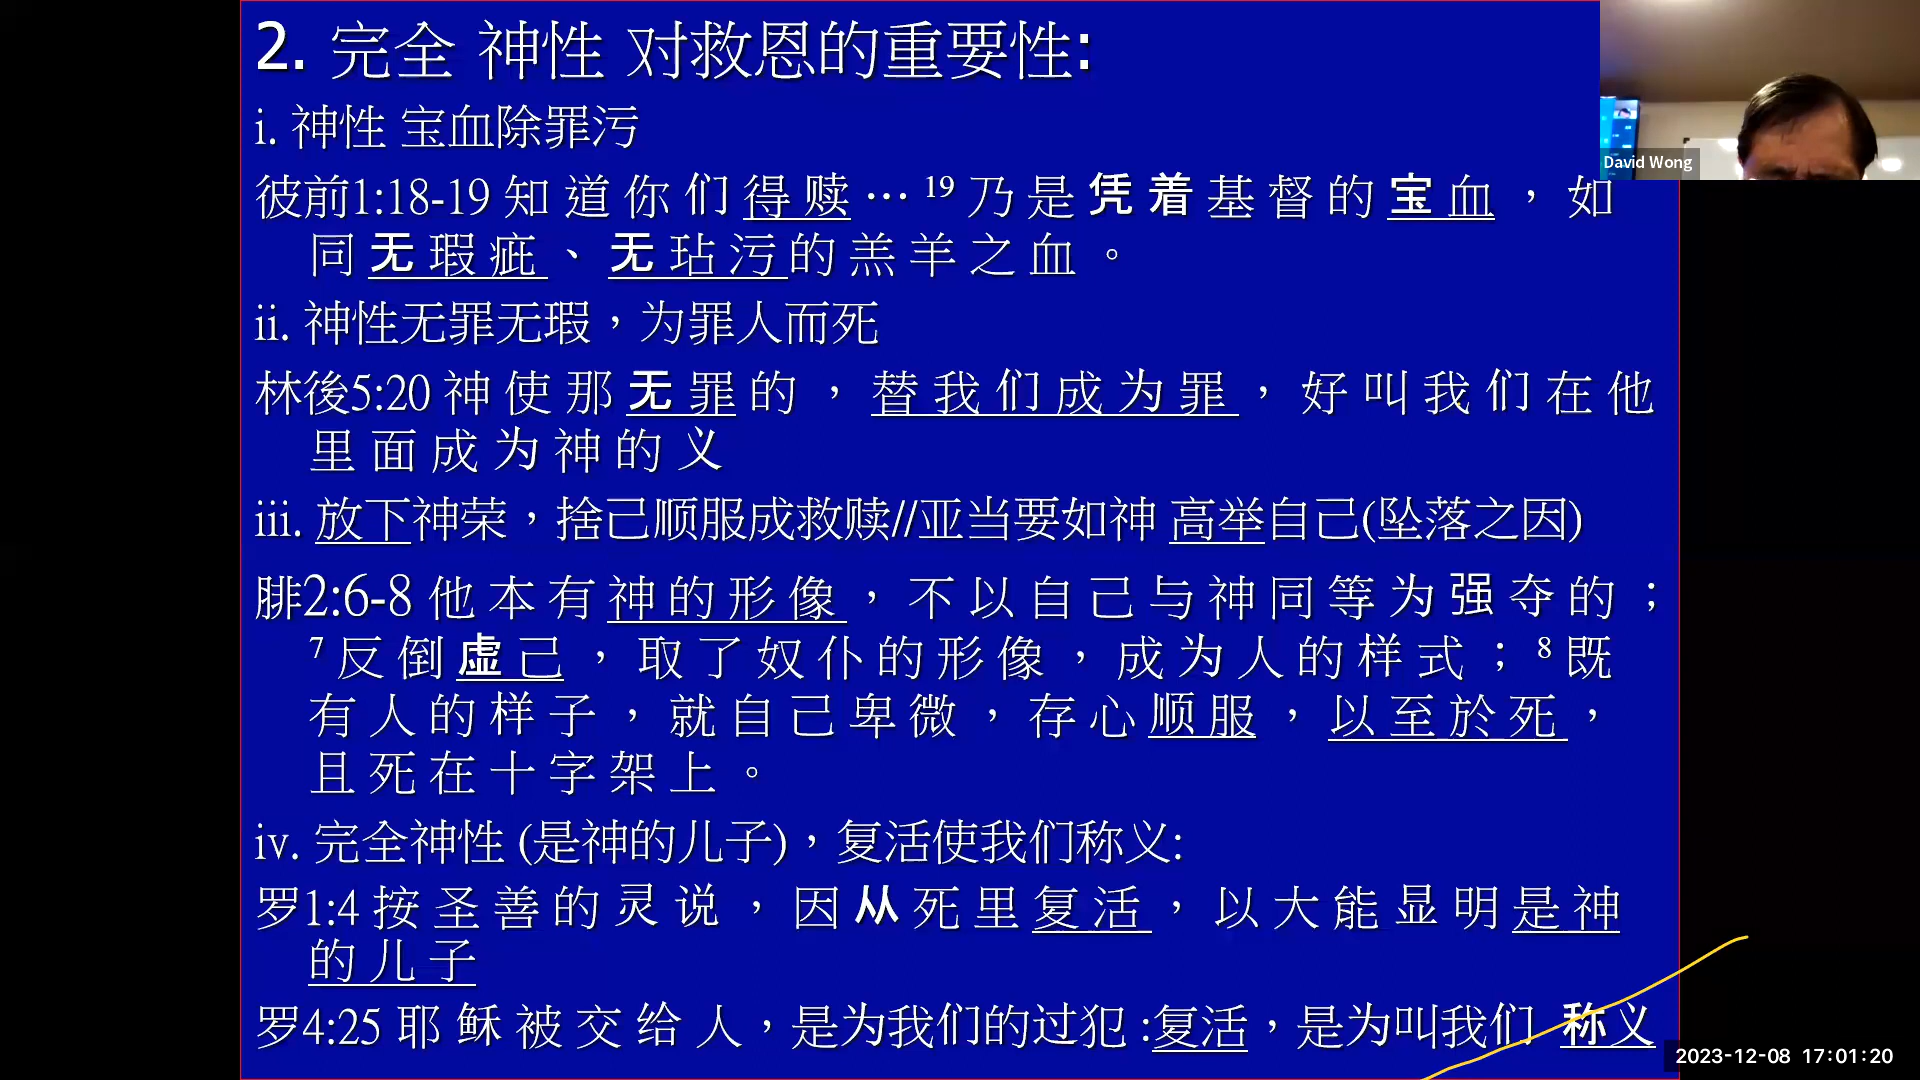 2. 完全 神性 对救恩的重要性:
i. 神性 宝血除罪污
彼前1:18-19 知道你们得赎…19乃是凭着基督的宝血，如
同无瑕疵、无玷污的羔羊之血。
ii. 神性无罪无瑕，为罪人而死
林後5:20 神使那无罪的，替我们成为罪，好叫我们在他
里面成为神的义
iii. 放下神荣，捨己顺服成救赎//亚当要如神 高举自己(坠落之因)
腓2:6-8 他本有神的形像，不以自己与神同等为强夺的；
7反倒虚己，取了奴仆的形像，成为人的样式；8既
有人的样子，就自己卑微，存心顺服，以至於死，
且死在十字架上。
iv. 完全神性 (是神的儿子)，复活使我们称义:
罗1:4 按圣善的灵说，因从死里复活，以大能显明是神
的儿子
罗4:25 耶稣被交给人，是为我们的过犯:复活，是为叫我们 称义
David Wong
2023-12-08 17:01:20